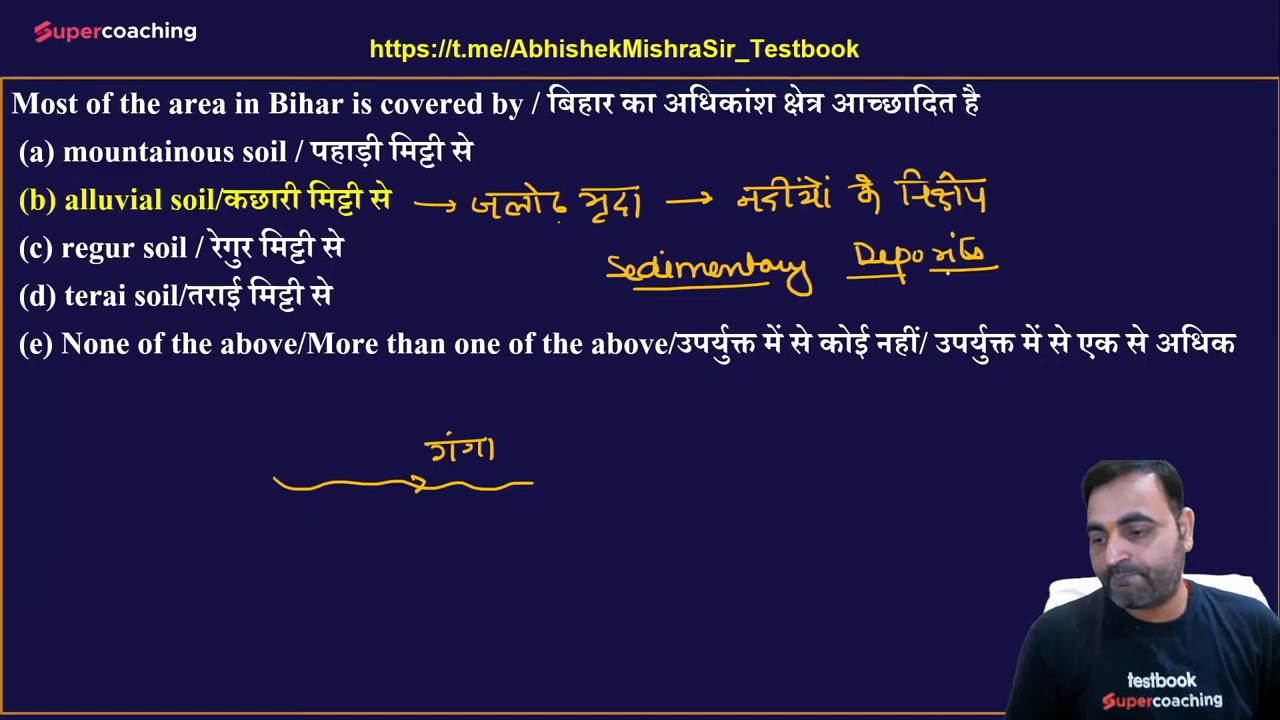 Supercoaching
https://t.me/AbhishekMishraSir_Testbook
Most of the area in Bihar is covered by / बिहार का अधिकांश क्षेत्र आच्छादित है
(a) mountainous soil / पहाड़ी मिट्टी से
(b) alluvial soil/कछारी मिट्टी से → जलोढ़ मृदा → नदीयों के निक्षेप
Sedimentary Deposits
(c) regur soil / रेगुर मिट्टी से
(d) terai soil/तराई मिट्टी से
(e) None of the above/More than one of the above/उपर्युक्त में से कोई नहीं/ उपर्युक्त में से एक से अधिक
गंगा
testbook
Supercoaching